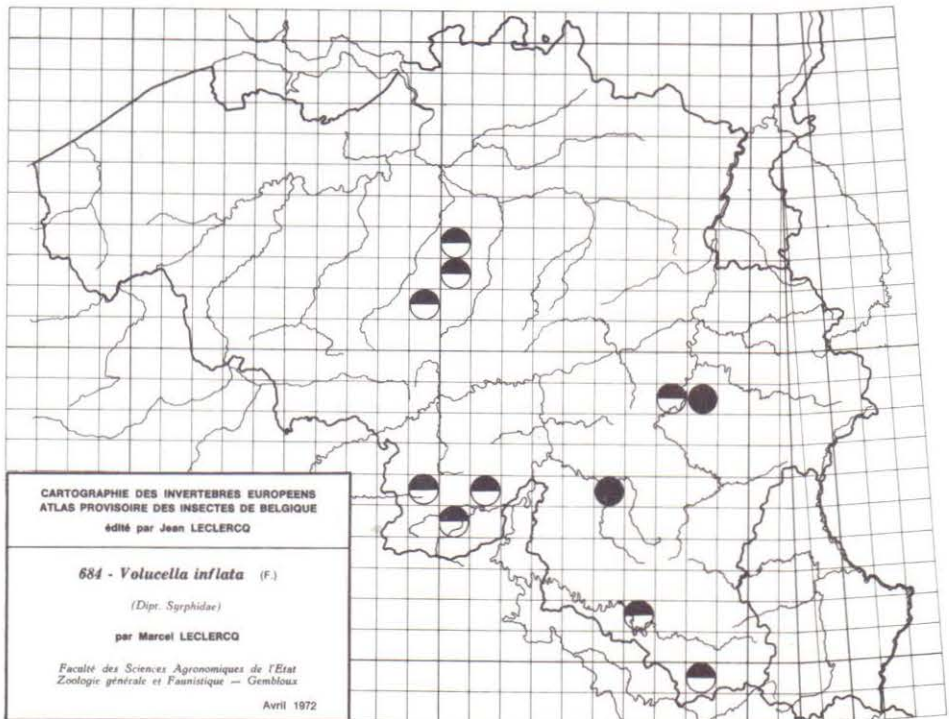 CARTOGRAPHIE DES INVERTEBRES EUROPEENS
ATLAS PROVISOIRE DES INSECTES DE BELGIQUE
édité par Jean LECLERCQ
684 - Volucella inflata (F.)
(Dipt. Syrphidae)
par Marcel LECLERCQ
Faculté des Sciences Agronomiques de l'Etat
Zoologie générale et Faunistique — Gembloux
Avril 1972